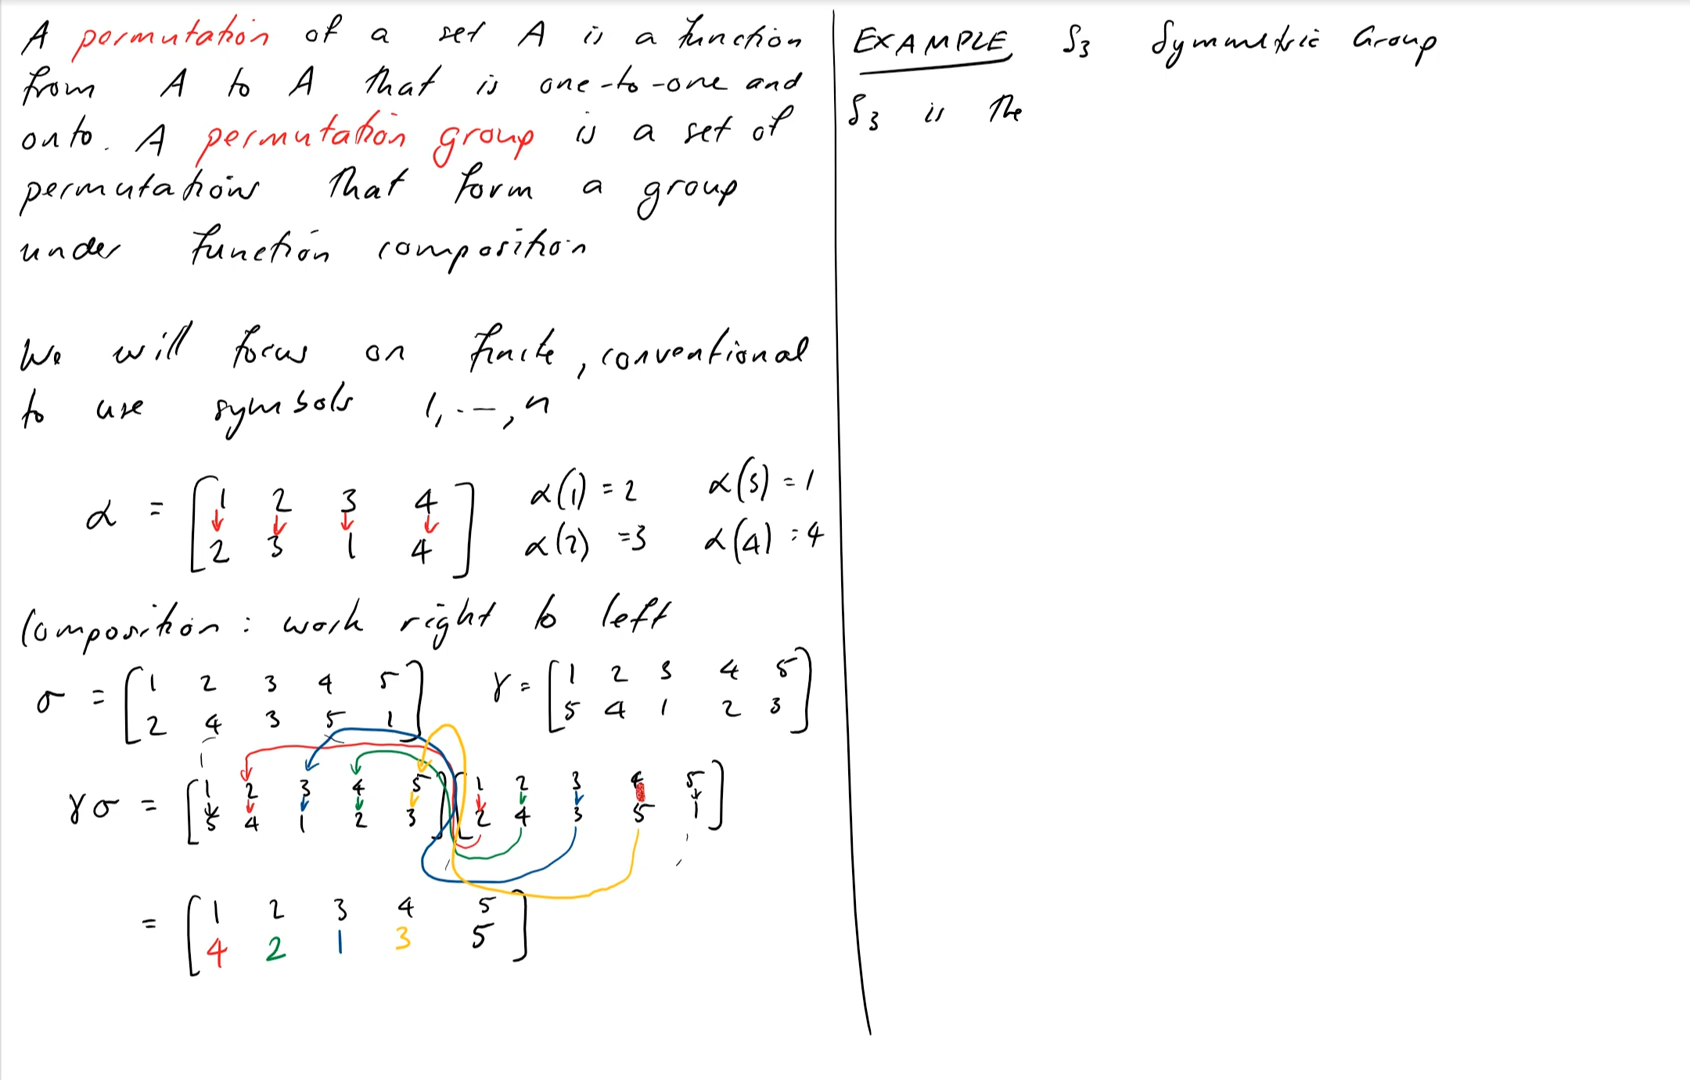 A permutation of a set A is a function
from A to A that is one-to-one and
onto. A permutation group is a set of
permutations that form a group
under function composition
We will focus on finite, conventional
to use symbols 1, ..., n
α = [1 2 3 4] α(1) = 2 α(3) = 1
[2 3 1 4] α(2) = 3 α(4) = 4
Composition: work right to left
σ = [1 2 3 4 5] γ = [1 2 3 4 5]
[2 4 3 5 1] [5 4 1 2 3]
γσ = [1 2 3 4 5][1 2 3 4 5]
[5 4 1 2 3][2 4 3 5 1]
= [1 2 3 4 5]
[4 2 1 3 5]
EXAMPLE S₃ Symmetric Group
S₃ is the